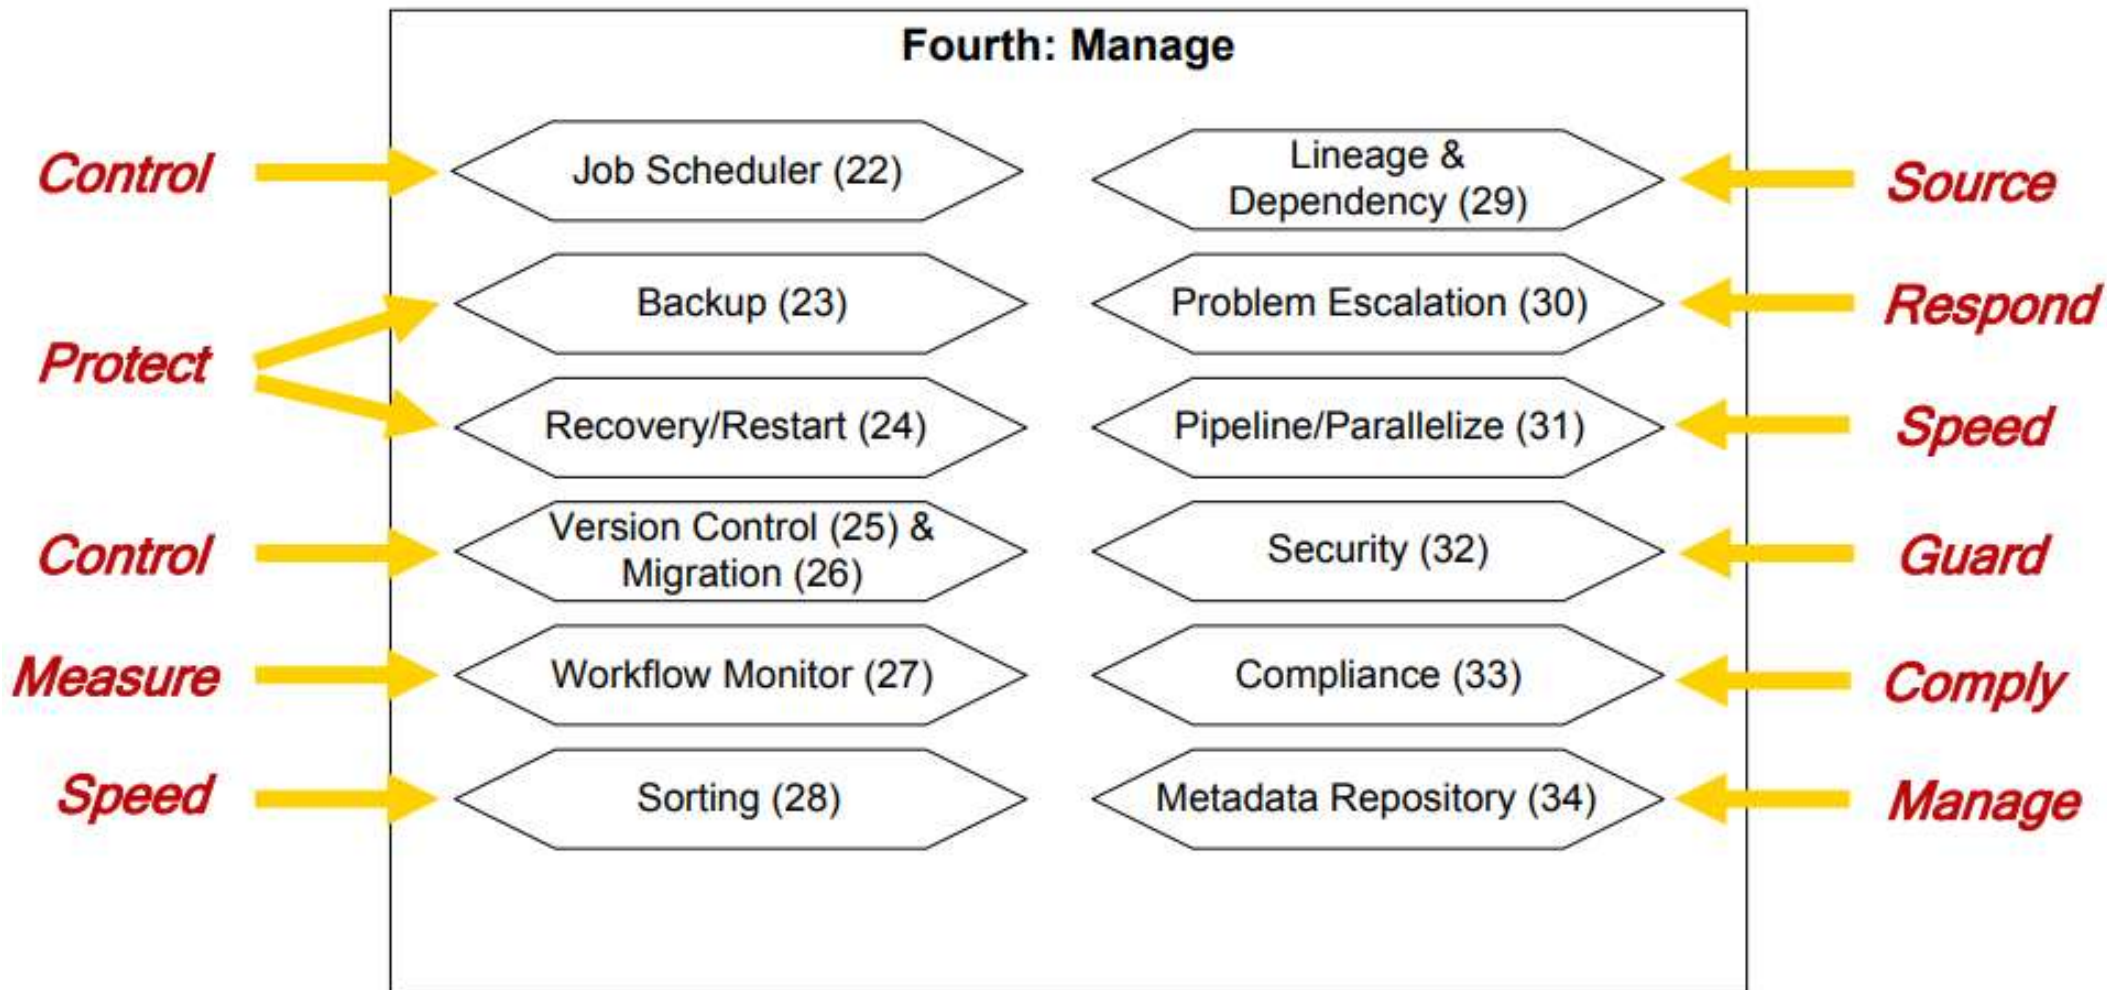 Fourth: Manage
Control
Job Scheduler (22)
Lineage &
Dependency (29)
Source
Protect
Backup (23)
Problem Escalation (30)
Respond
Recovery/Restart (24)
Pipeline/Parallelize (31)
Speed
Control
Version Control (25) &
Migration (26)
Security (32)
Guard
Measure
Workflow Monitor (27)
Compliance (33)
Comply
Speed
Sorting (28)
Metadata Repository (34)
Manage